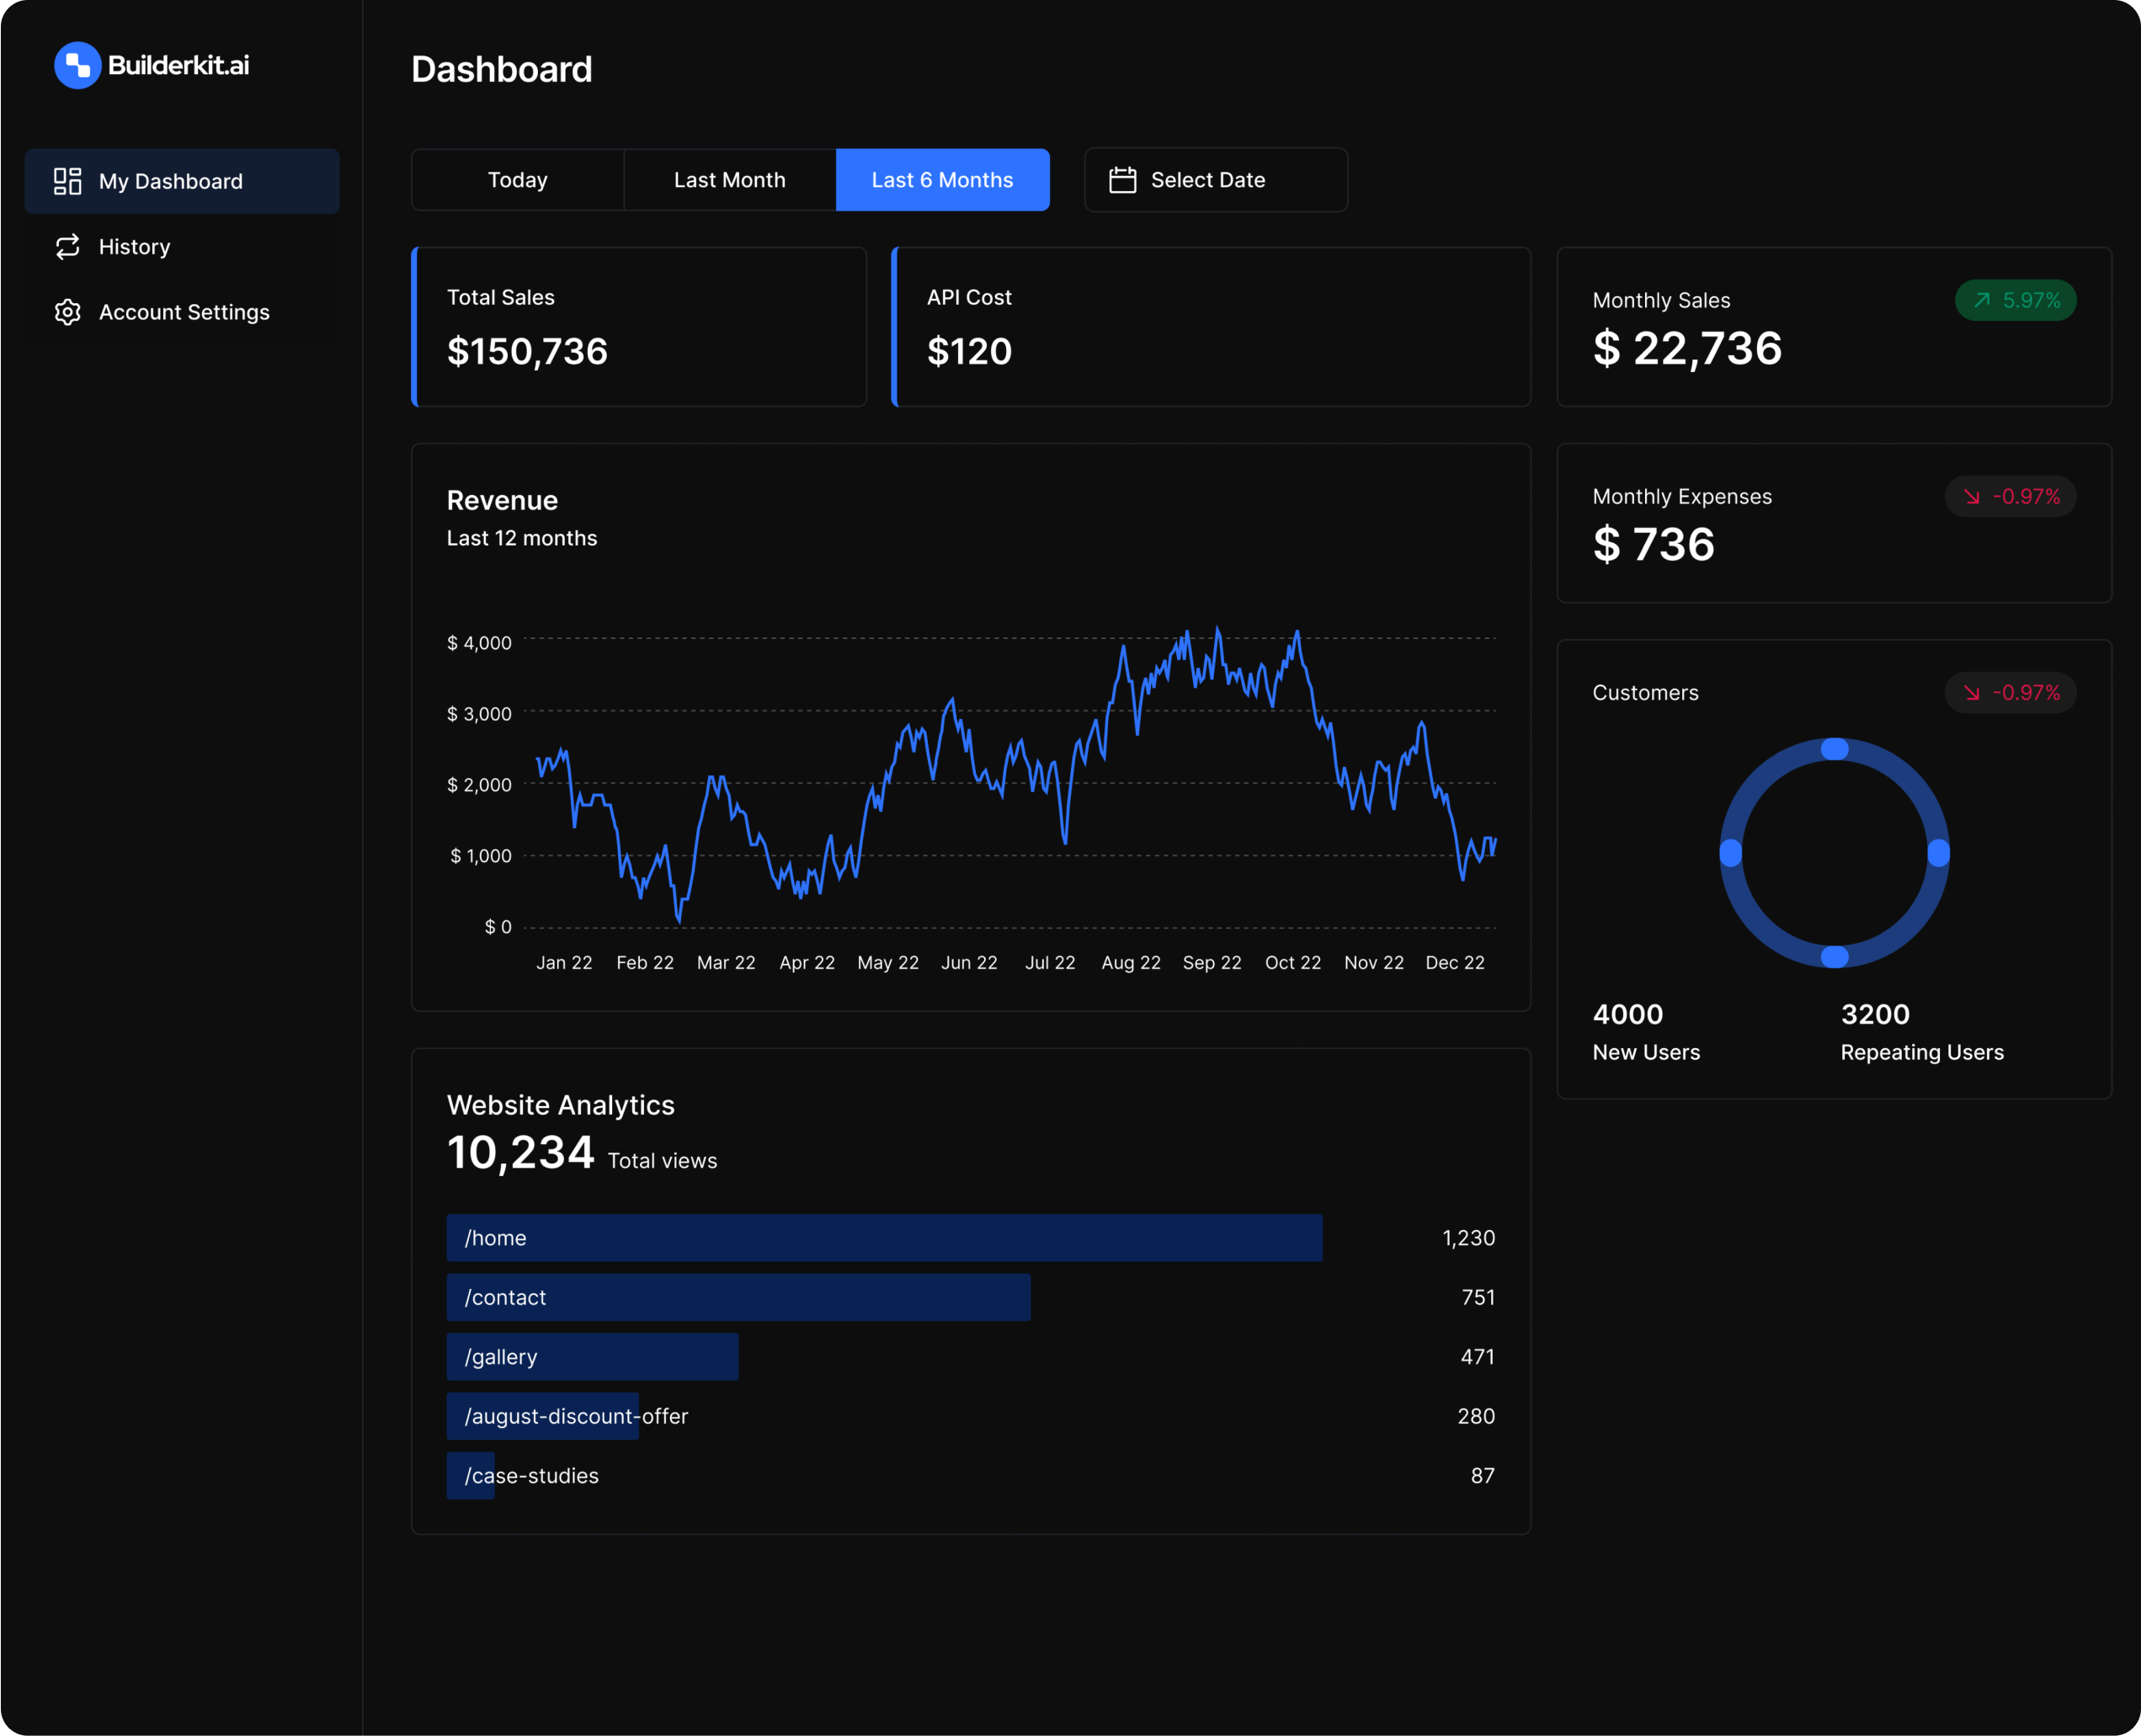 Builderkit.ai
My Dashboard
History
Account Settings
Dashboard
Today
Last Month
Last 6 Months
Select Date
Total Sales
$150,736
API Cost
$120
Monthly Sales
5.97%
$ 22,736
Revenue
Last 12 months
$ 4,000
$ 3,000
$ 2,000
$ 1,000
$ 0
Jan 22 Feb 22 Mar 22 Apr 22 May 22 Jun 22 Jul 22 Aug 22 Sep 22 Oct 22 Nov 22 Dec 22
Monthly Expenses
-0.97%
$ 736
Customers
-0.97%
4000
New Users
3200
Repeating Users
Website Analytics
10,234 Total views
/home 1,230
/contact 751
/gallery 471
/august-discount-offer 280
/case-studies 87